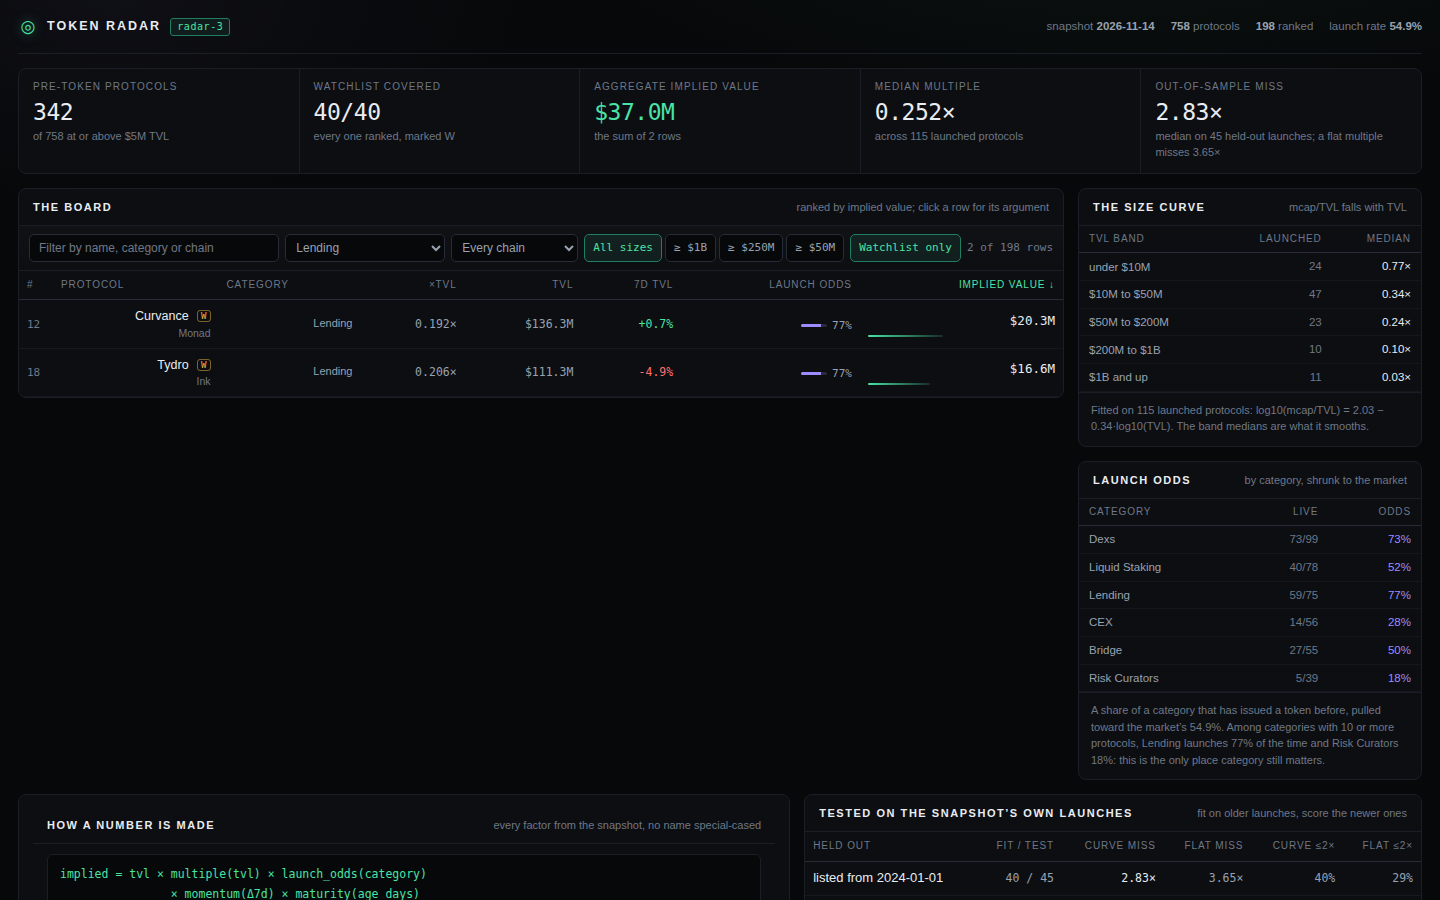 ◎ TOKEN RADAR radar-3
snapshot 2026-11-14 758 protocols 198 ranked launch rate 54.9%
PRE-TOKEN PROTOCOLS
342
of 758 at or above $5M TVL
WATCHLIST COVERED
40/40
every one ranked, marked W
AGGREGATE IMPLIED VALUE
$37.0M
the sum of 2 rows
MEDIAN MULTIPLE
0.252×
across 115 launched protocols
OUT-OF-SAMPLE MISS
2.83×
median on 45 held-out launches; a flat multiple
misses 3.65×
THE BOARD
ranked by implied value; click a row for its argument
Filter by name, category or chain Lending Every chain All sizes ≥ $1B ≥ $250M ≥ $50M Watchlist only 2 of 198 rows
# PROTOCOL CATEGORY ×TVL TVL 7D TVL LAUNCH ODDS IMPLIED VALUE ↓
12 Curvance W Lending 0.192× $136.3M +0.7% 77% $20.3M
Monad
18 Tydro W Lending 0.206× $111.3M -4.9% 77% $16.6M
Ink
THE SIZE CURVE
mcap/TVL falls with TVL
TVL BAND LAUNCHED MEDIAN
under $10M 24 0.77×
$10M to $50M 47 0.34×
$50M to $200M 23 0.24×
$200M to $1B 10 0.10×
$1B and up 11 0.03×
Fitted on 115 launched protocols: log10(mcap/TVL) = 2.03 −
0.34·log10(TVL). The band medians are what it smooths.
LAUNCH ODDS
by category, shrunk to the market
CATEGORY LIVE ODDS
Dexs 73/99 73%
Liquid Staking 40/78 52%
Lending 59/75 77%
CEX 14/56 28%
Bridge 27/55 50%
Risk Curators 5/39 18%
A share of a category that has issued a token before, pulled
toward the market's 54.9%. Among categories with 10 or more
protocols, Lending launches 77% of the time and Risk Curators
18%: this is the only place category still matters.
HOW A NUMBER IS MADE
every factor from the snapshot, no name special-cased
implied = tvl × multiple(tvl) × launch_odds(category)
× momentum(Δ7d) × maturity(age days)
TESTED ON THE SNAPSHOT'S OWN LAUNCHES
fit on older launches, score the newer ones
HELD OUT FIT / TEST CURVE MISS FLAT MISS CURVE ≤2× FLAT ≤2×
listed from 2024-01-01 40 / 45 2.83× 3.65× 40% 29%